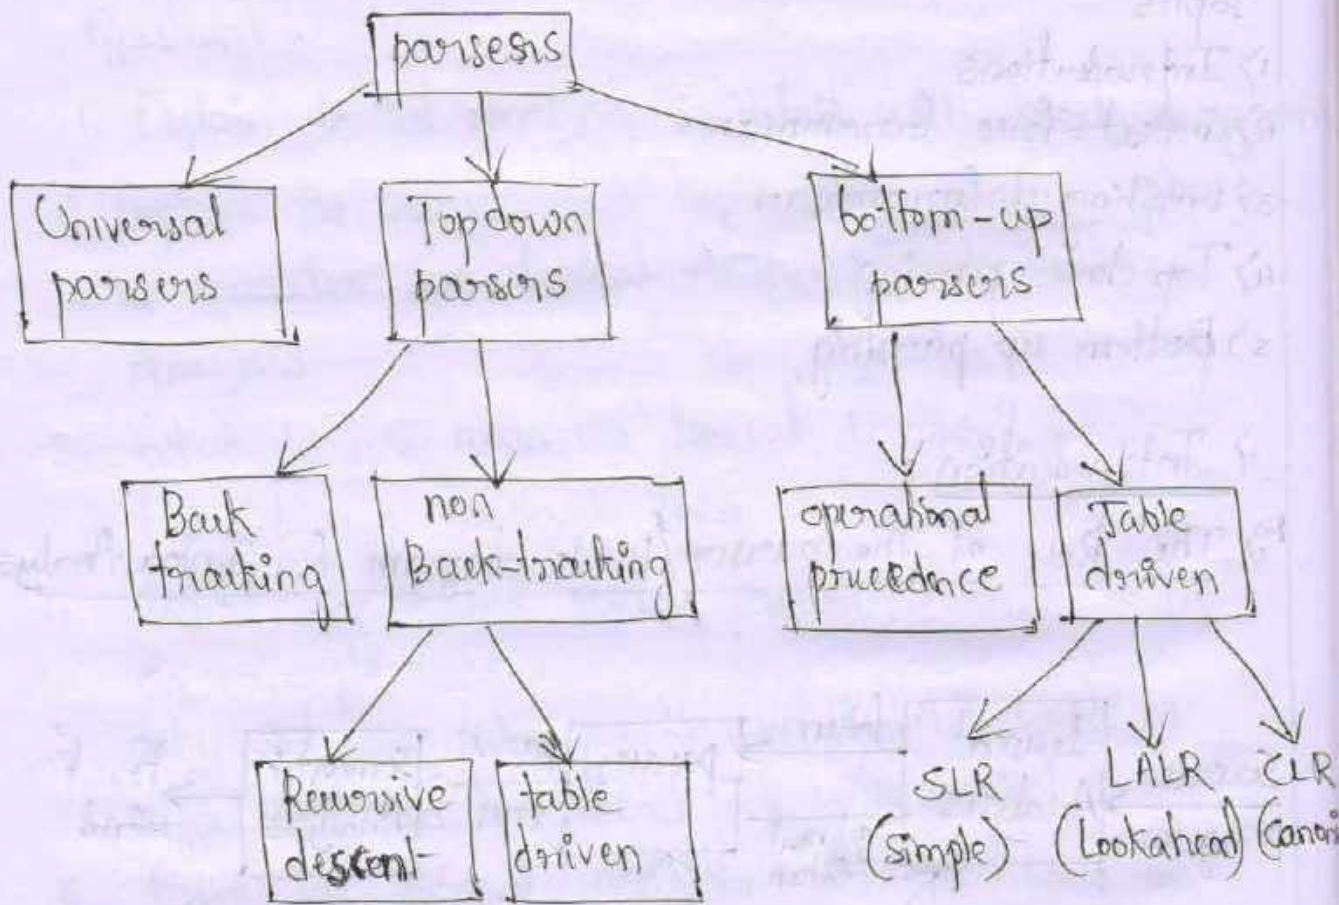 parsers
Universal
parsers
Topdown
parsers
bottom-up
parsers
Back
tracking
non
Back-tracking
operational
precedence
Table
driven
Recursive
descent
table
driven
SLR
(Simple)
LALR
(Lookahead)
CLR